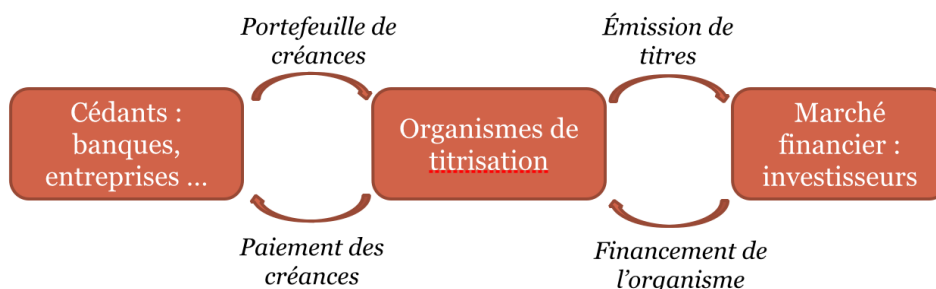 Portefeuille de
créances
Émission de
titres
Cédants :
banques,
entreprises ...
Organismes de
titrisation
Marché
financier :
investisseurs
Paiement des
créances
Financement de
l'organisme